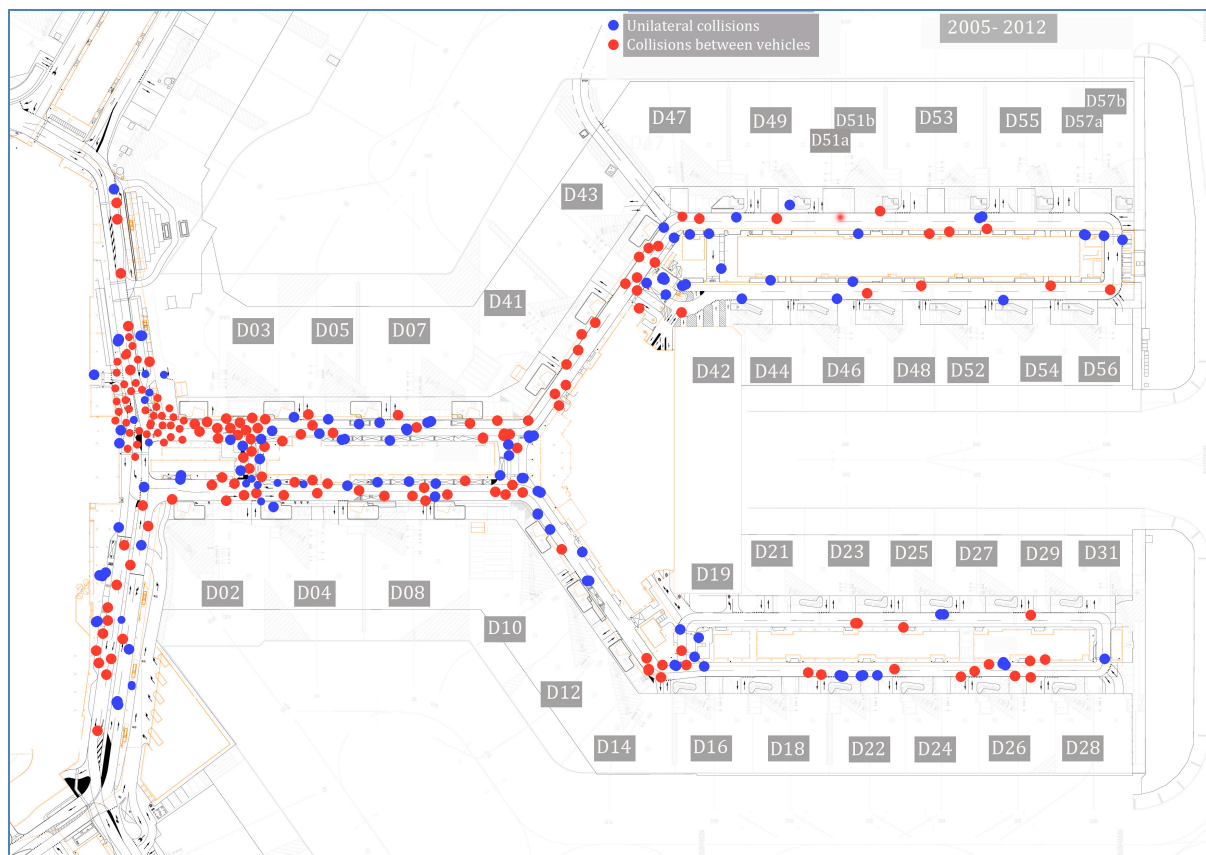 Unilateral collisions
Collisions between vehicles
2005- 2012
D57b
D47
D49
D51b
D53
D55
D57a
D51a
D43
D41
D03
D05
D07
D42
D44
D46
D48
D52
D54
D56
D21
D23
D25
D27
D29
D31
D19
D02
D04
D08
D10
D12
D14
D16
D18
D22
D24
D26
D28